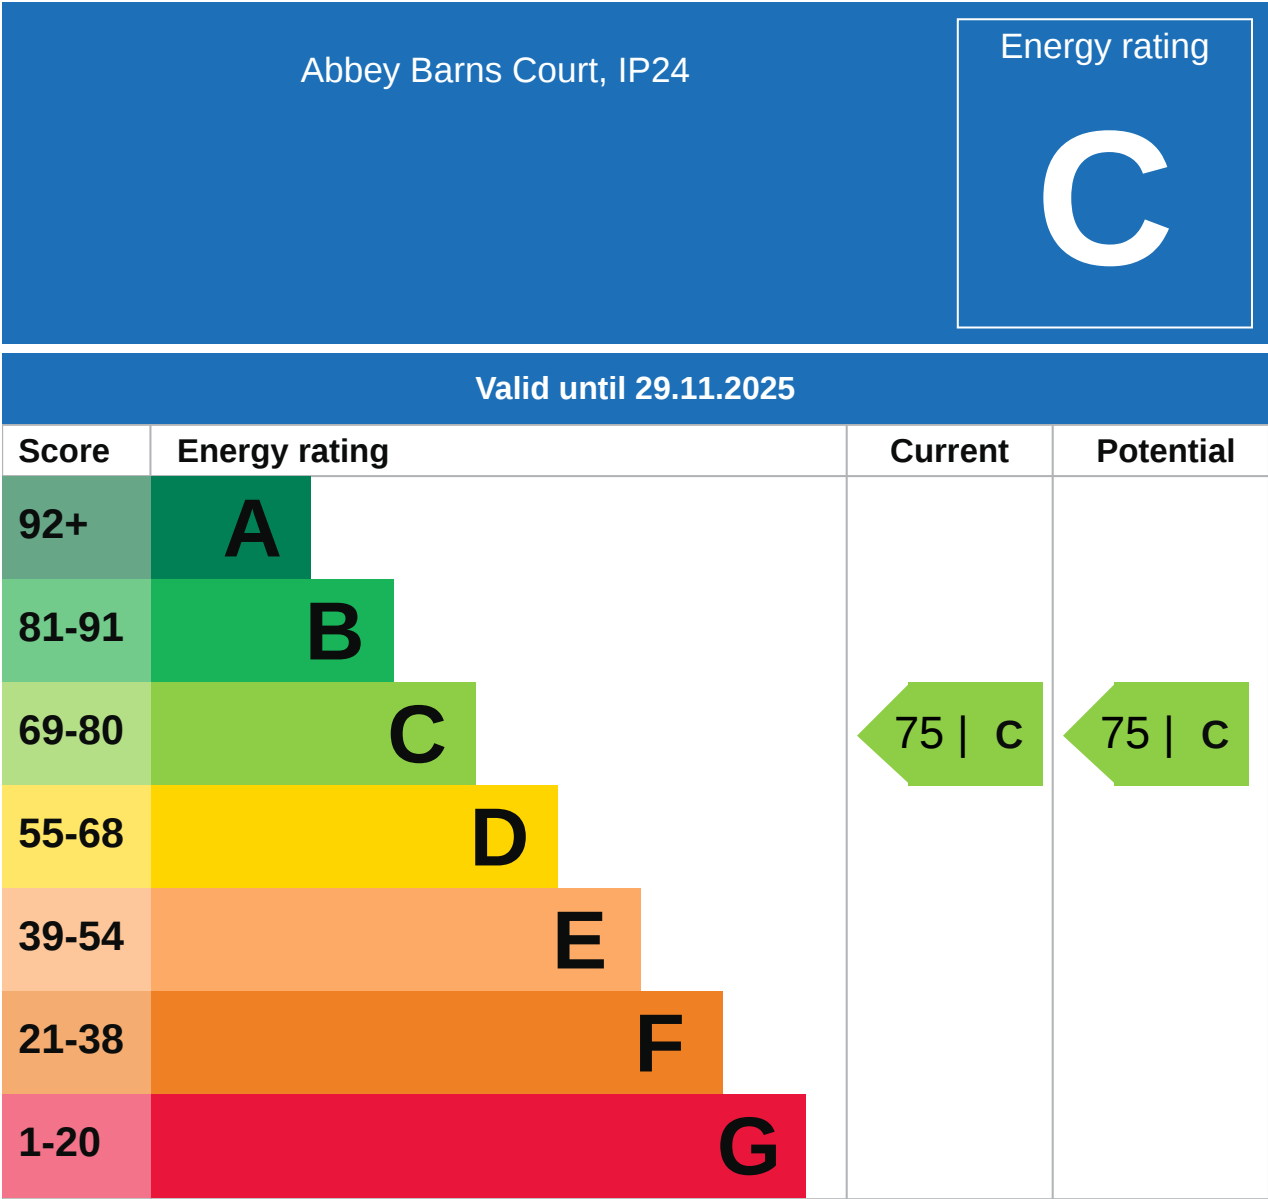 Abbey Barns Court, IP24
Energy rating
C
Valid until 29.11.2025
Score Energy rating Current Potential
92+ A
81-91 B
69-80 C 75 | C 75 | C
55-68 D
39-54 E
21-38 F
1-20 G